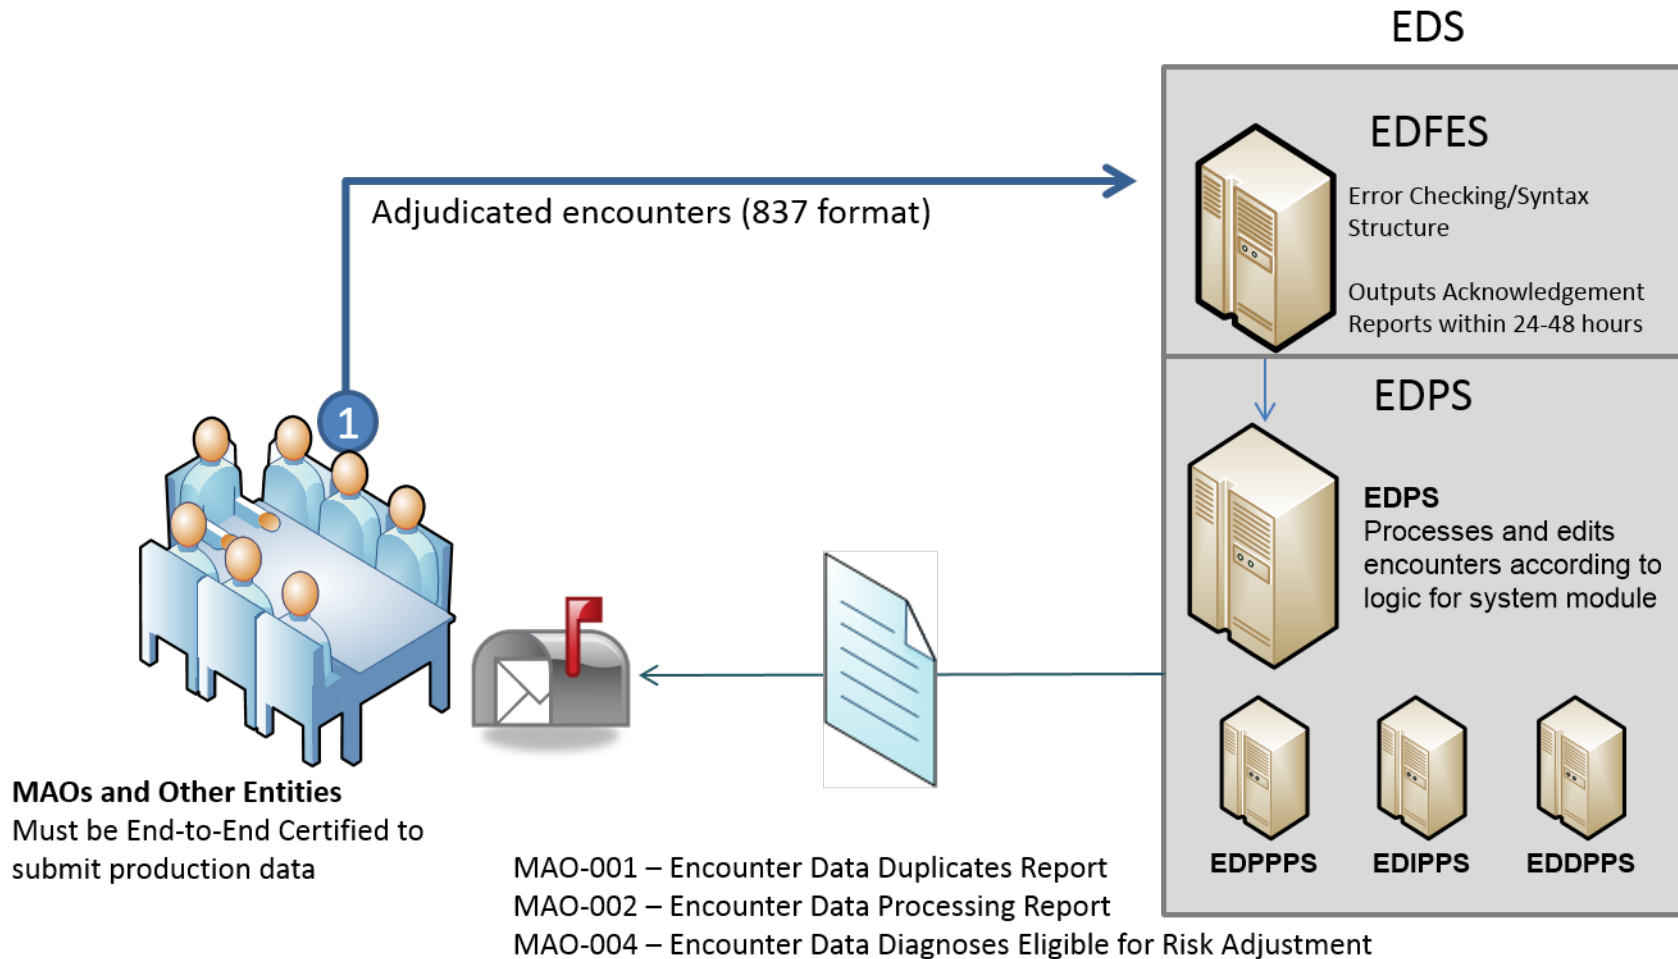 EDS
EDFES
Error Checking/Syntax
Structure
Outputs Acknowledgement
Reports within 24-48 hours
Adjudicated encounters (837 format)
1
EDPS
EDPS
Processes and edits
encounters according to
logic for system module
EDPPPS EDIPPS EDDPPS
MAOs and Other Entities
Must be End-to-End Certified to
submit production data
MAO-001 – Encounter Data Duplicates Report
MAO-002 – Encounter Data Processing Report
MAO-004 – Encounter Data Diagnoses Eligible for Risk Adjustment